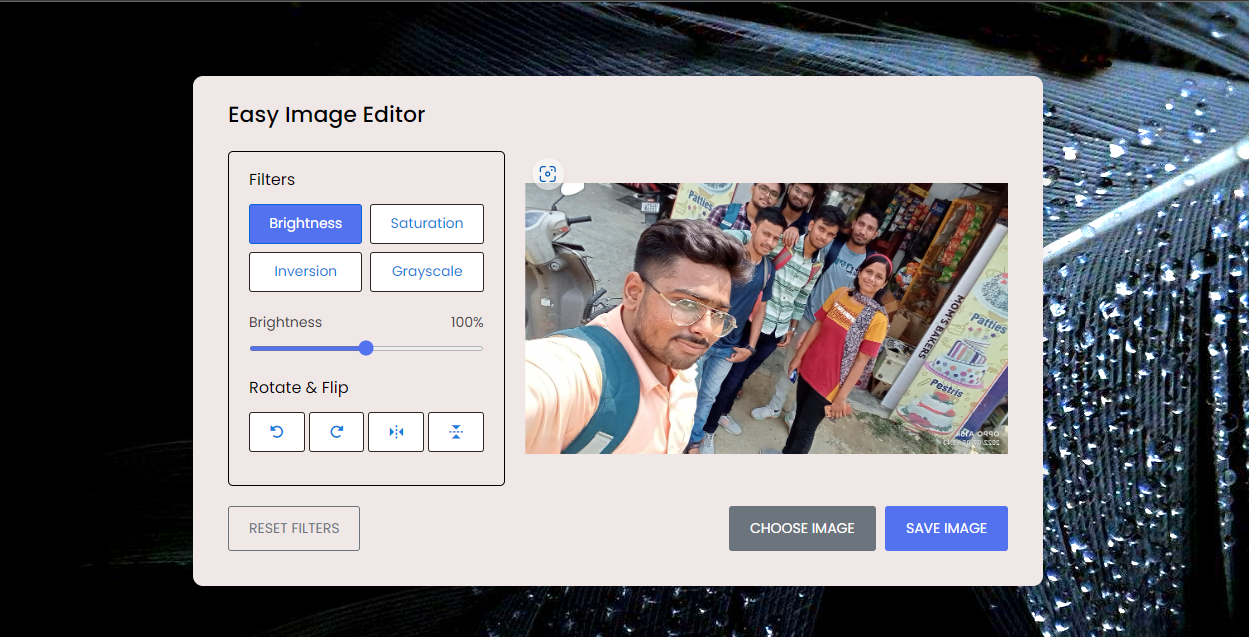 Easy Image Editor
Filters
Brightness
Saturation
Inversion
Grayscale
Brightness
100%
Rotate & Flip
RESET FILTERS
CHOOSE IMAGE
SAVE IMAGE
Patties
MOM'S BAKERS
Patties
Pestris